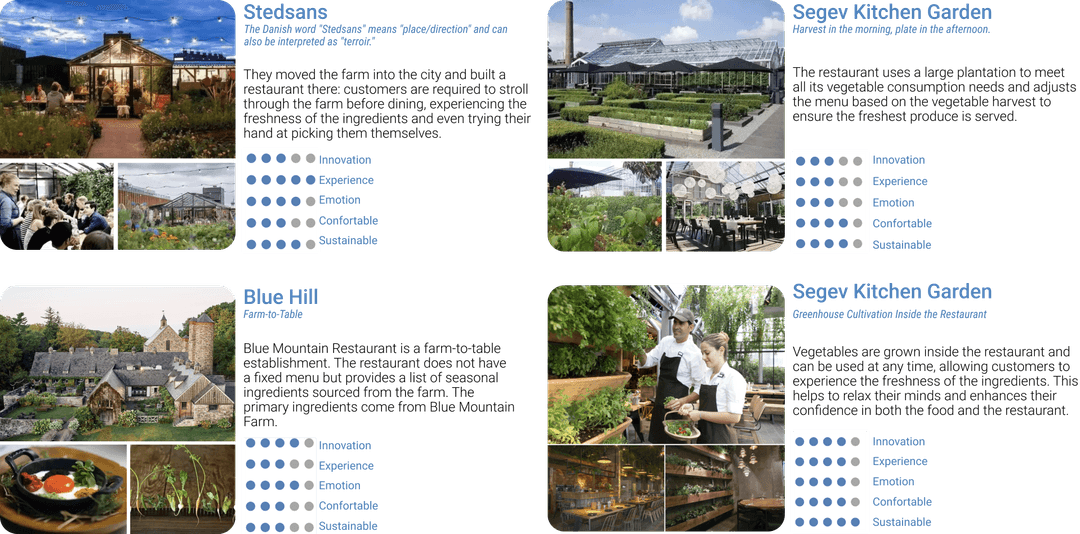 Stedsans
The Danish word "Stedsans" means "place/direction" and can
also be interpreted as "terroir."
They moved the farm into the city and built a
restaurant there: customers are required to stroll
through the farm before dining, experiencing the
freshness of the ingredients and even trying their
hand at picking them themselves.
Innovation
Experience
Emotion
Confortable
Sustainable
Segev Kitchen Garden
Harvest in the morning, plate in the afternoon.
The restaurant uses a large plantation to meet
all its vegetable consumption needs and adjusts
the menu based on the vegetable harvest to
ensure the freshest produce is served.
Innovation
Experience
Emotion
Confortable
Sustainable
Blue Hill
Farm-to-Table
Blue Mountain Restaurant is a farm-to-table
establishment. The restaurant does not have
a fixed menu but provides a list of seasonal
ingredients sourced from the farm. The
primary ingredients come from Blue Mountain
Farm.
Innovation
Experience
Emotion
Confortable
Sustainable
Segev Kitchen Garden
Greenhouse Cultivation Inside the Restaurant
Vegetables are grown inside the restaurant and
can be used at any time, allowing customers to
experience the freshness of the ingredients. This
helps to relax their minds and enhances their
confidence in both the food and the restaurant.
Innovation
Experience
Emotion
Confortable
Sustainable